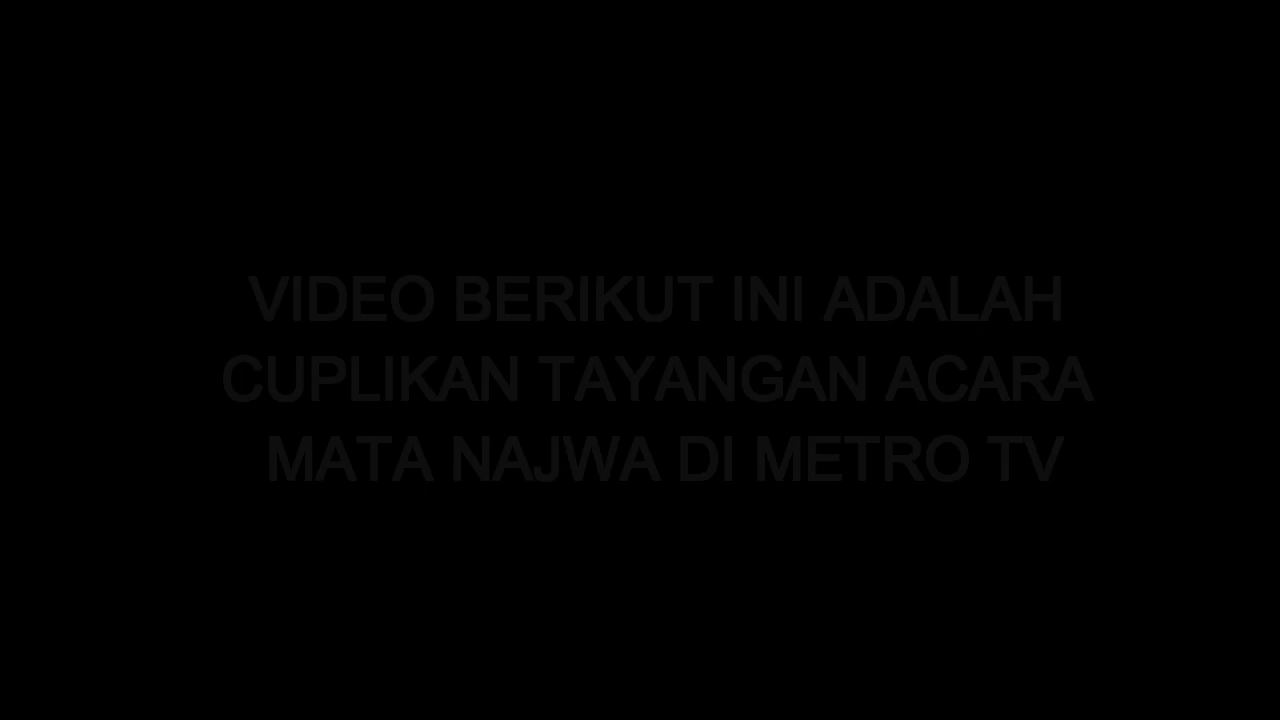 VIDEO BERIKUT INI ADALAH
CUPLIKAN TAYANGAN ACARA
MATA NAJWA DI METRO TV